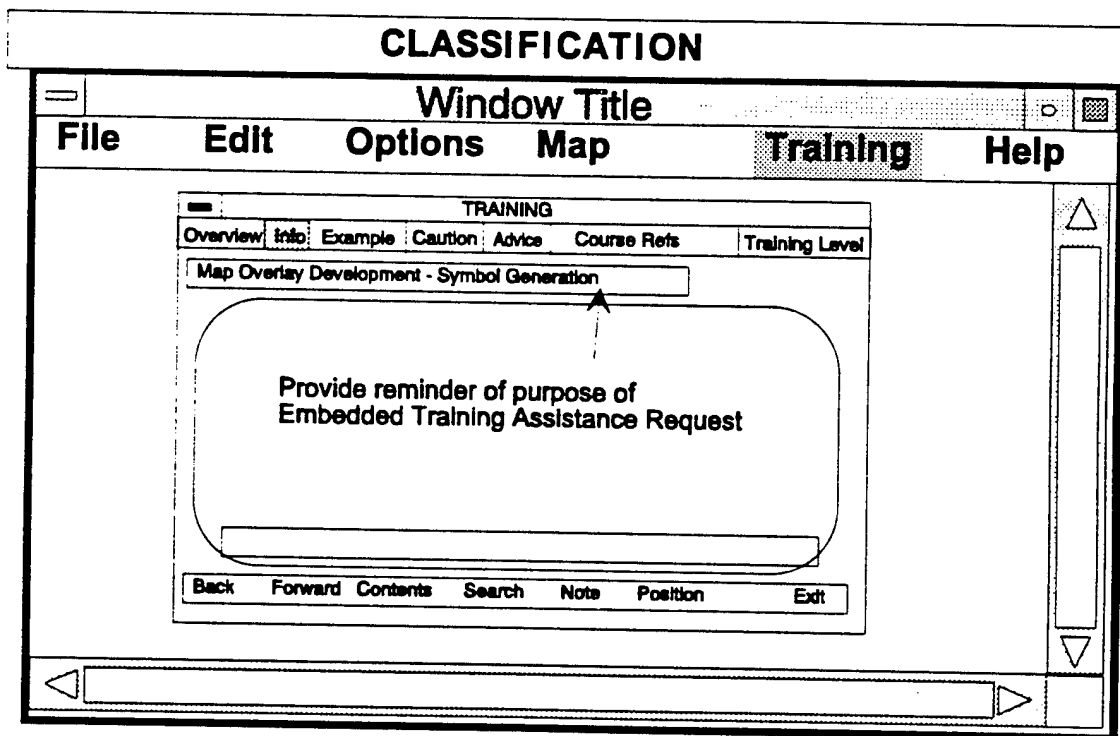 CLASSIFICATION
Window Title
File Edit Options Map Training Help
TRAINING
Overview Info Example Caution Advice Course Refs Training Level
Map Overlay Development - Symbol Generation
Provide reminder of purpose of
Embedded Training Assistance Request
Back Forward Contents Search Note Position Exit